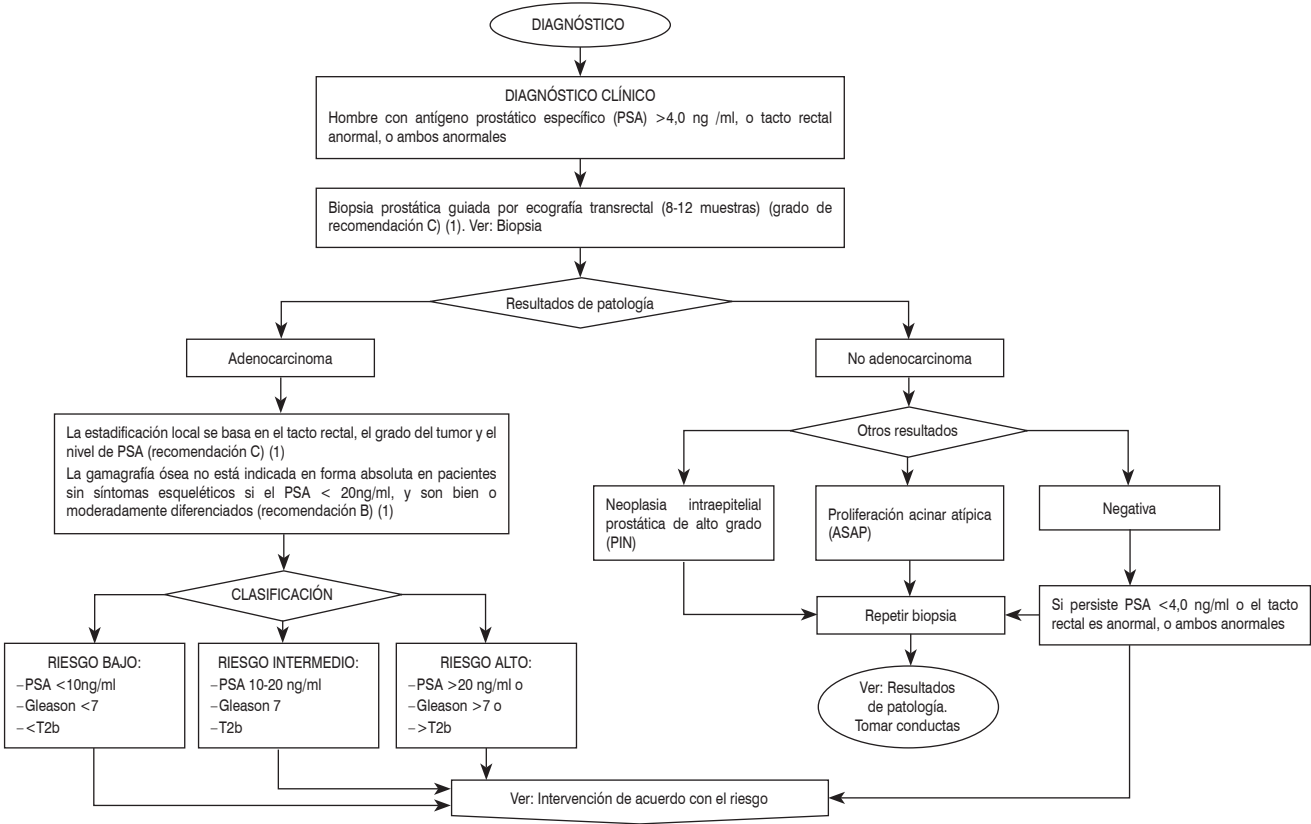 DIAGNÓSTICO
DIAGNÓSTICO CLÍNICO
Hombre con antígeno prostático específico (PSA) >4,0 ng /ml, o tacto rectal
anormal, o ambos anormales
Biopsia prostática guiada por ecografía transrectal (8-12 muestras) (grado de
recomendación C) (1). Ver: Biopsia
Resultados de patología
Adenocarcinoma
No adenocarcinoma
La estadificación local se basa en el tacto rectal, el grado del tumor y el
nivel de PSA (recomendación C) (1)
La gamagrafía ósea no está indicada en forma absoluta en pacientes
sin síntomas esqueléticos si el PSA < 20ng/ml, y son bien o
moderadamente diferenciados (recomendación B) (1)
Otros resultados
Neoplasia intraepitelial
prostática de alto grado
(PIN)
Proliferación acinar atípica
(ASAP)
Negativa
CLASIFICACIÓN
Repetir biopsia
Si persiste PSA <4,0 ng/ml o el tacto
rectal es anormal, o ambos anormales
RIESGO BAJO:
–PSA <10ng/ml
–Gleason <7
–<T2b
RIESGO INTERMEDIO:
–PSA 10-20 ng/ml
–Gleason 7
–T2b
RIESGO ALTO:
–PSA >20 ng/ml o
–Gleason >7 o
–>T2b
Ver: Resultados
de patología.
Tomar conductas
Ver: Intervención de acuerdo con el riesgo